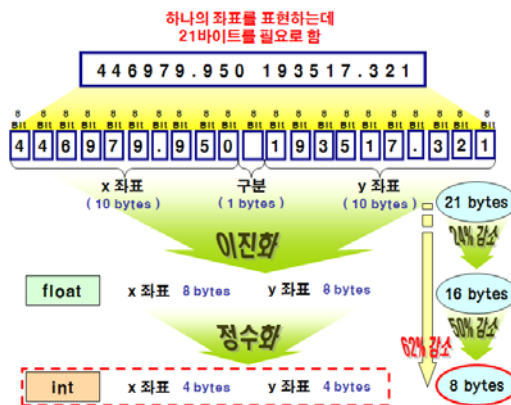 하나의 좌표를 표현하는데
21바이트를 필요로 함
446979.950 193517.321
8 8 8 8 8 8 8 8 8 8 8 8 8 8 8 8 8 8 8 8 8
Bit Bit Bit Bit Bit Bit Bit Bit Bit Bit Bit Bit Bit Bit Bit Bit Bit Bit Bit Bit Bit
4 4 6 9 7 9 . 9 5 0 1 9 3 5 1 7 . 3 2 1
x 좌표 구분 y 좌표
( 10 bytes ) ( 1 bytes ) ( 10 bytes )
21 bytes
24% 감소
이진화
float x 좌표 8 bytes y 좌표 8 bytes
16 bytes
정수화
62% 감소
50% 감소
int x 좌표 4 bytes y 좌표 4 bytes
8 bytes